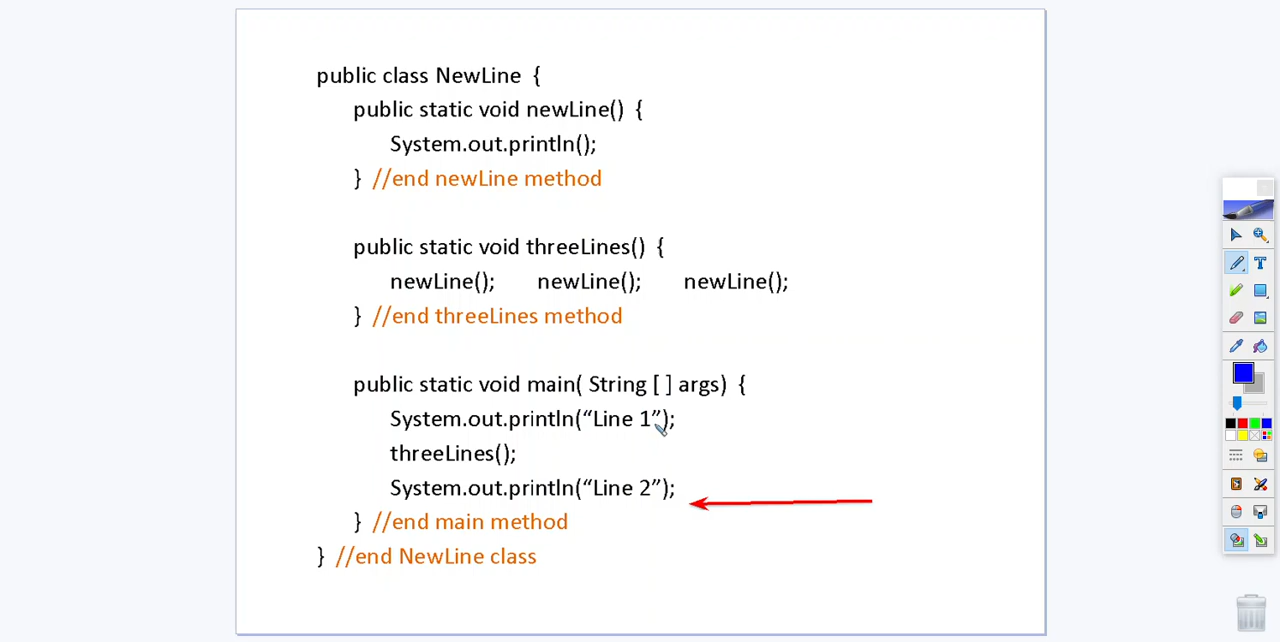 public class NewLine {
public static void newLine() {
System.out.println();
} //end newLine method
public static void threeLines() {
newLine(); newLine(); newLine();
} //end threeLines method
public static void main( String [ ] args) {
System.out.println(“Line 1”);
threeLines();
System.out.println(“Line 2”);
} //end main method
} //end NewLine class
T